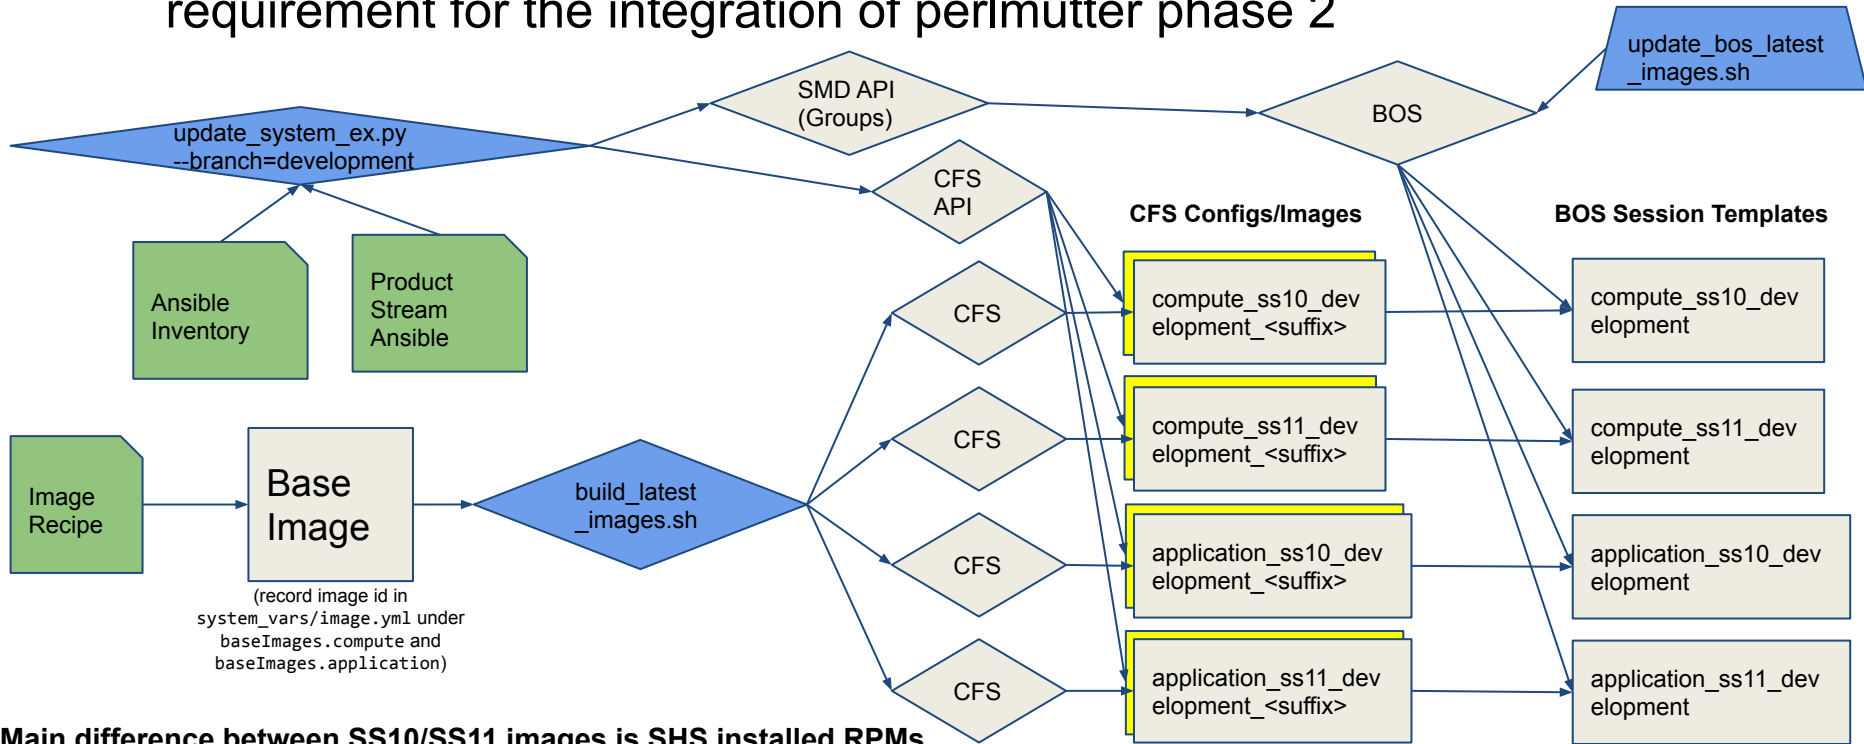 requirement for the integration of perlmutter phase 2
update_bos_latest
_images.sh
SMD API
(Groups)
BOS
update_system_ex.py
--branch=development
CFS
API
CFS Configs/Images
BOS Session Templates
Ansible
Inventory
Product
Stream
Ansible
CFS
compute_ss10_dev
elopment_<suffix>
compute_ss10_dev
elopment
CFS
compute_ss11_dev
elopment_<suffix>
compute_ss11_dev
elopment
Image
Recipe
Base
Image
build_latest
_images.sh
CFS
application_ss10_dev
elopment_<suffix>
application_ss10_dev
elopment
(record image id in
system_vars/image.yml under
baseImages.compute and
baseImages.application)
CFS
application_ss11_dev
elopment_<suffix>
application_ss11_dev
elopment
Main difference between SS10/SS11 images is SHS installed RPMs